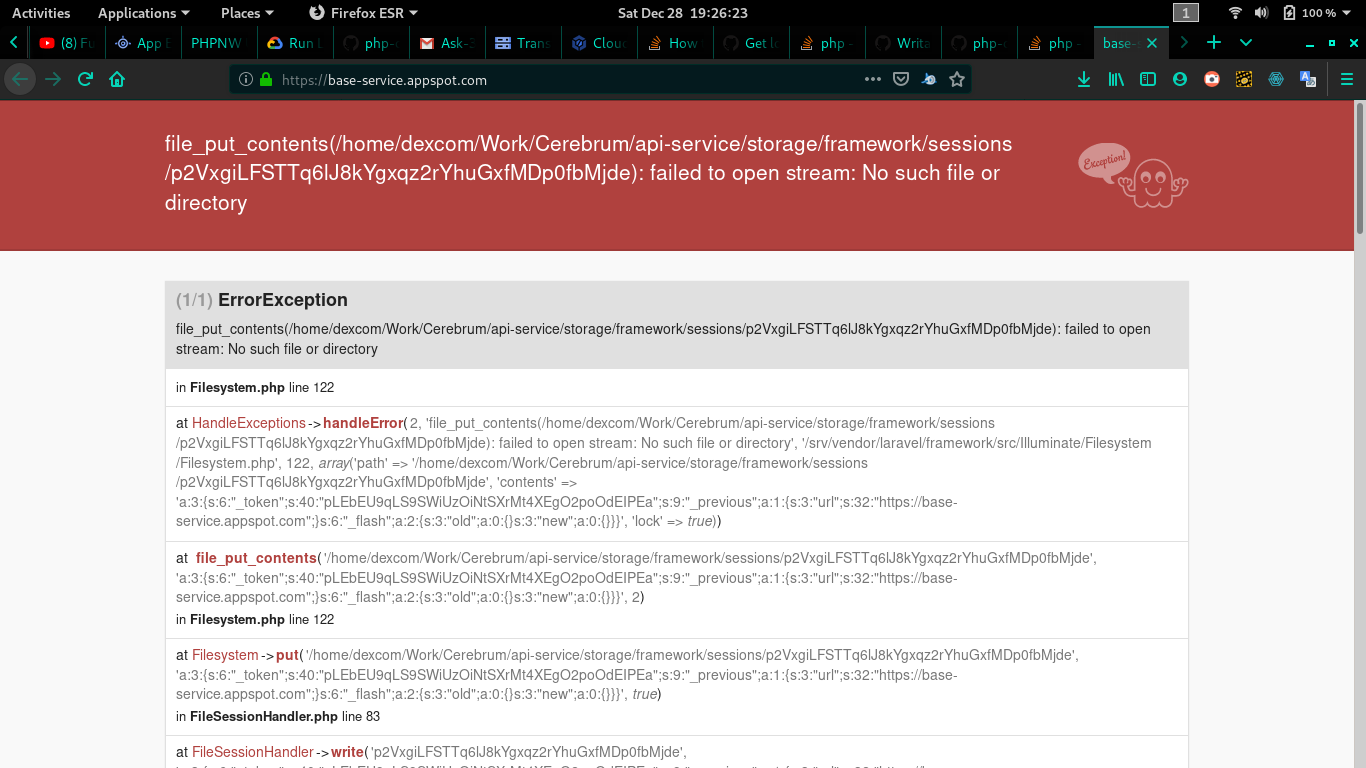 Activities Applications Places Firefox ESR Sat Dec 28 19:26:23 1 100 %
(8) Fu App E PHPNW Run L php-c Ask-3 Trans Clouc How Get lo php - Writa php-c php - base-s
https://base-service.appspot.com
file_put_contents(/home/dexcom/Work/Cerebrum/api-service/storage/framework/sessions
/p2VxgiLFSTTq6lJ8kYgxqz2rYhuGxfMDp0fbMjde): failed to open stream: No such file or
directory
Exception!
(1/1) ErrorException
file_put_contents(/home/dexcom/Work/Cerebrum/api-service/storage/framework/sessions/p2VxgiLFSTTq6lJ8kYgxqz2rYhuGxfMDp0fbMjde): failed to open
stream: No such file or directory
in Filesystem.php line 122
at HandleExceptions->handleError(2, 'file_put_contents(/home/dexcom/Work/Cerebrum/api-service/storage/framework/sessions
/p2VxgiLFSTTq6lJ8kYgxqz2rYhuGxfMDp0fbMjde): failed to open stream: No such file or directory', '/srv/vendor/laravel/framework/src/Illuminate/Filesystem
/Filesystem.php', 122, array('path' => '/home/dexcom/Work/Cerebrum/api-service/storage/framework/sessions
/p2VxgiLFSTTq6lJ8kYgxqz2rYhuGxfMDp0fbMjde', 'contents' =>
'a:3:{s:6:"_token";s:40:"pLEbEU9qLS9SWiUzOiNtSXrMt4XEgO2poOdEIPEa";s:9:"_previous";a:1:{s:3:"url";s:32:"https://base-
service.appspot.com";}s:6:"_flash";a:2:{s:3:"old";a:0:{}s:3:"new";a:0:{}}}', 'lock' => true))
at file_put_contents('/home/dexcom/Work/Cerebrum/api-service/storage/framework/sessions/p2VxgiLFSTTq6lJ8kYgxqz2rYhuGxfMDp0fbMjde',
'a:3:{s:6:"_token";s:40:"pLEbEU9qLS9SWiUzOiNtSXrMt4XEgO2poOdEIPEa";s:9:"_previous";a:1:{s:3:"url";s:32:"https://base-
service.appspot.com";}s:6:"_flash";a:2:{s:3:"old";a:0:{}s:3:"new";a:0:{}}}', 2)
in Filesystem.php line 122
at Filesystem->put('/home/dexcom/Work/Cerebrum/api-service/storage/framework/sessions/p2VxgiLFSTTq6lJ8kYgxqz2rYhuGxfMDp0fbMjde',
'a:3:{s:6:"_token";s:40:"pLEbEU9qLS9SWiUzOiNtSXrMt4XEgO2poOdEIPEa";s:9:"_previous";a:1:{s:3:"url";s:32:"https://base-
service.appspot.com";}s:6:"_flash";a:2:{s:3:"old";a:0:{}s:3:"new";a:0:{}}}', true)
in FileSessionHandler.php line 83
at FileSessionHandler->write('p2VxgiLFSTTq6lJ8kYgxqz2rYhuGxfMDp0fbMjde',